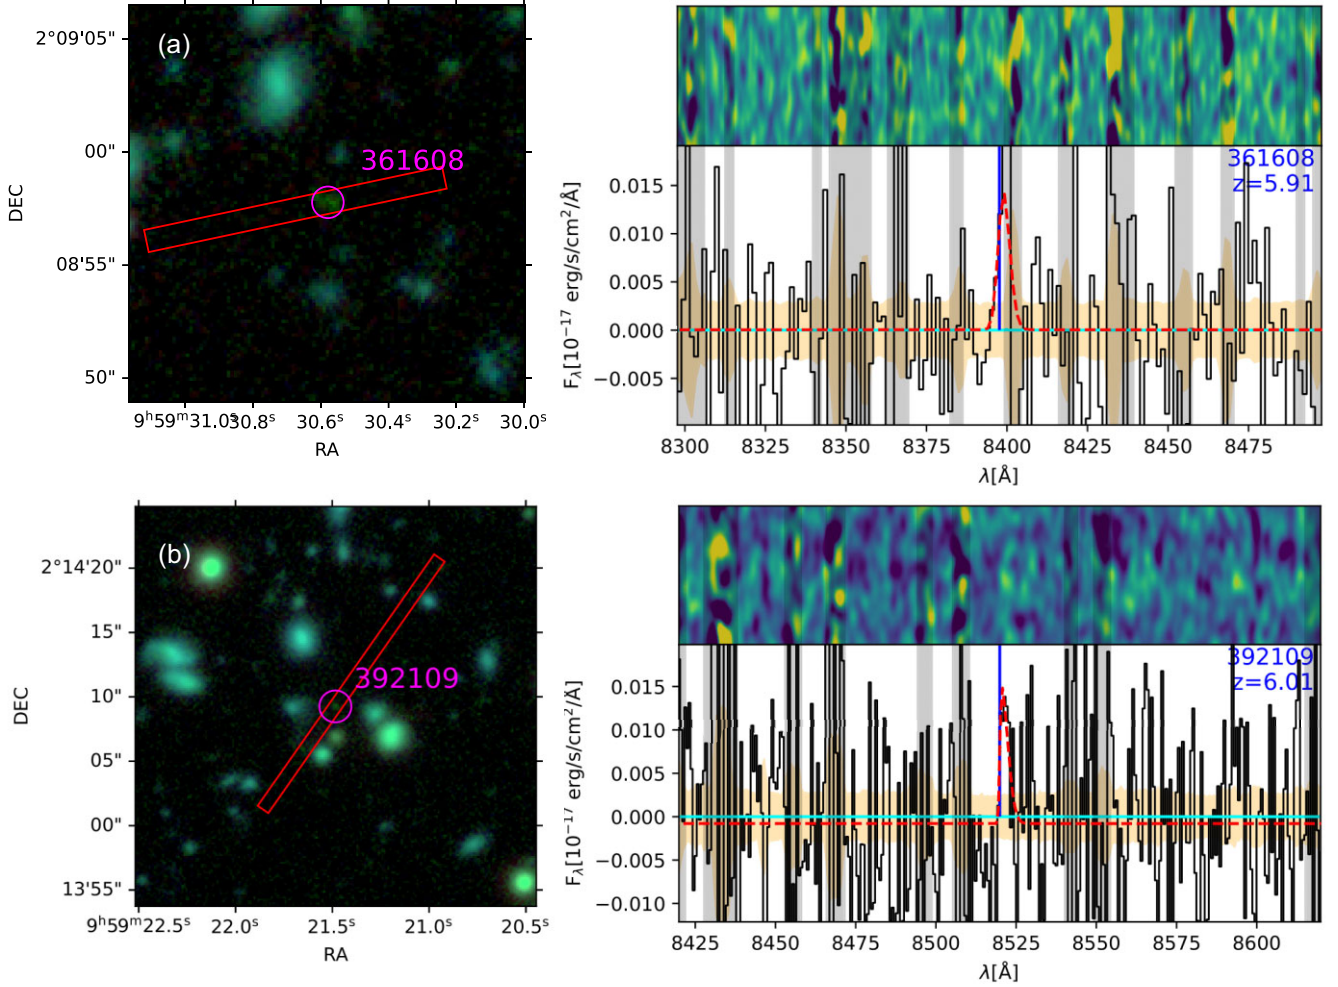 (a)
361608
2°09'05"
00"
08'55"
50"
DEC
9ʰ59ᵐ31.0ˢ 30.8ˢ 30.6ˢ 30.4ˢ 30.2ˢ 30.0ˢ
RA
361608
z=5.91
0.015
0.010
0.005
0.000
−0.005
Fλ[10⁻¹⁷ erg/s/cm²/Å]
8300 8325 8350 8375 8400 8425 8450 8475
λ[Å]
(b)
392109
2°14'20"
15"
10"
05"
00"
13'55"
DEC
9ʰ59ᵐ22.5ˢ 22.0ˢ 21.5ˢ 21.0ˢ 20.5ˢ
RA
392109
z=6.01
0.015
0.010
0.005
0.000
−0.005
−0.010
Fλ[10⁻¹⁷ erg/s/cm²/Å]
8425 8450 8475 8500 8525 8550 8575 8600
λ[Å]